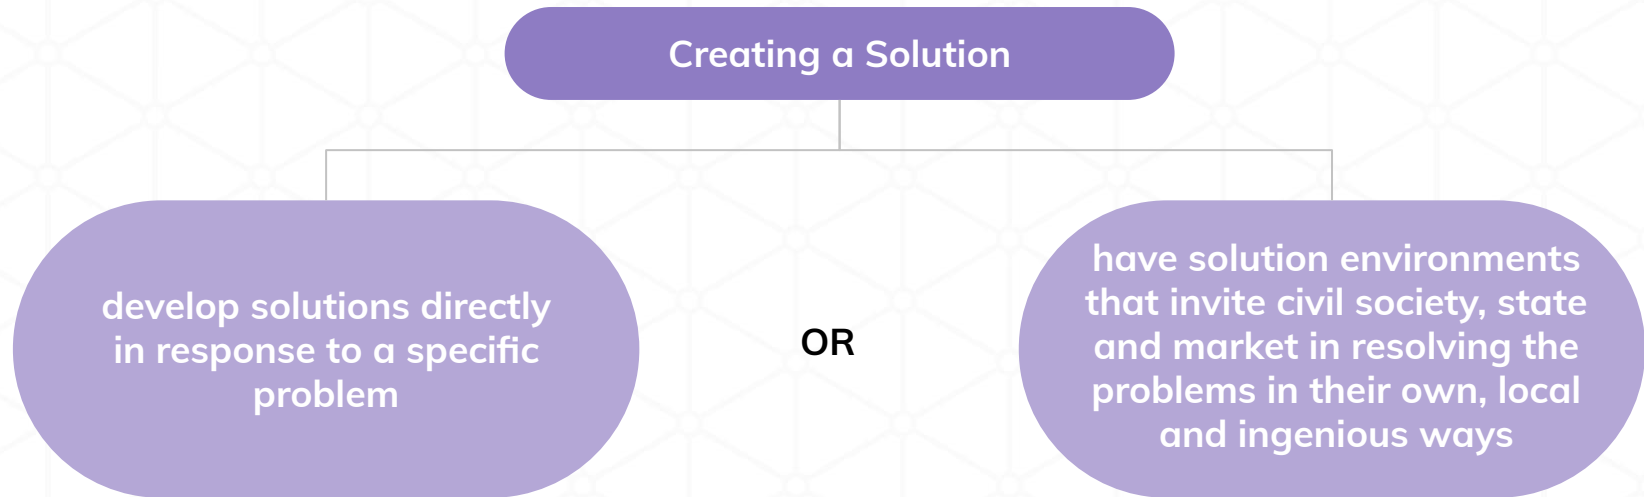 Creating a Solution
develop solutions directly
in response to a specific
problem
OR
have solution environments
that invite civil society, state
and market in resolving the
problems in their own, local
and ingenious ways